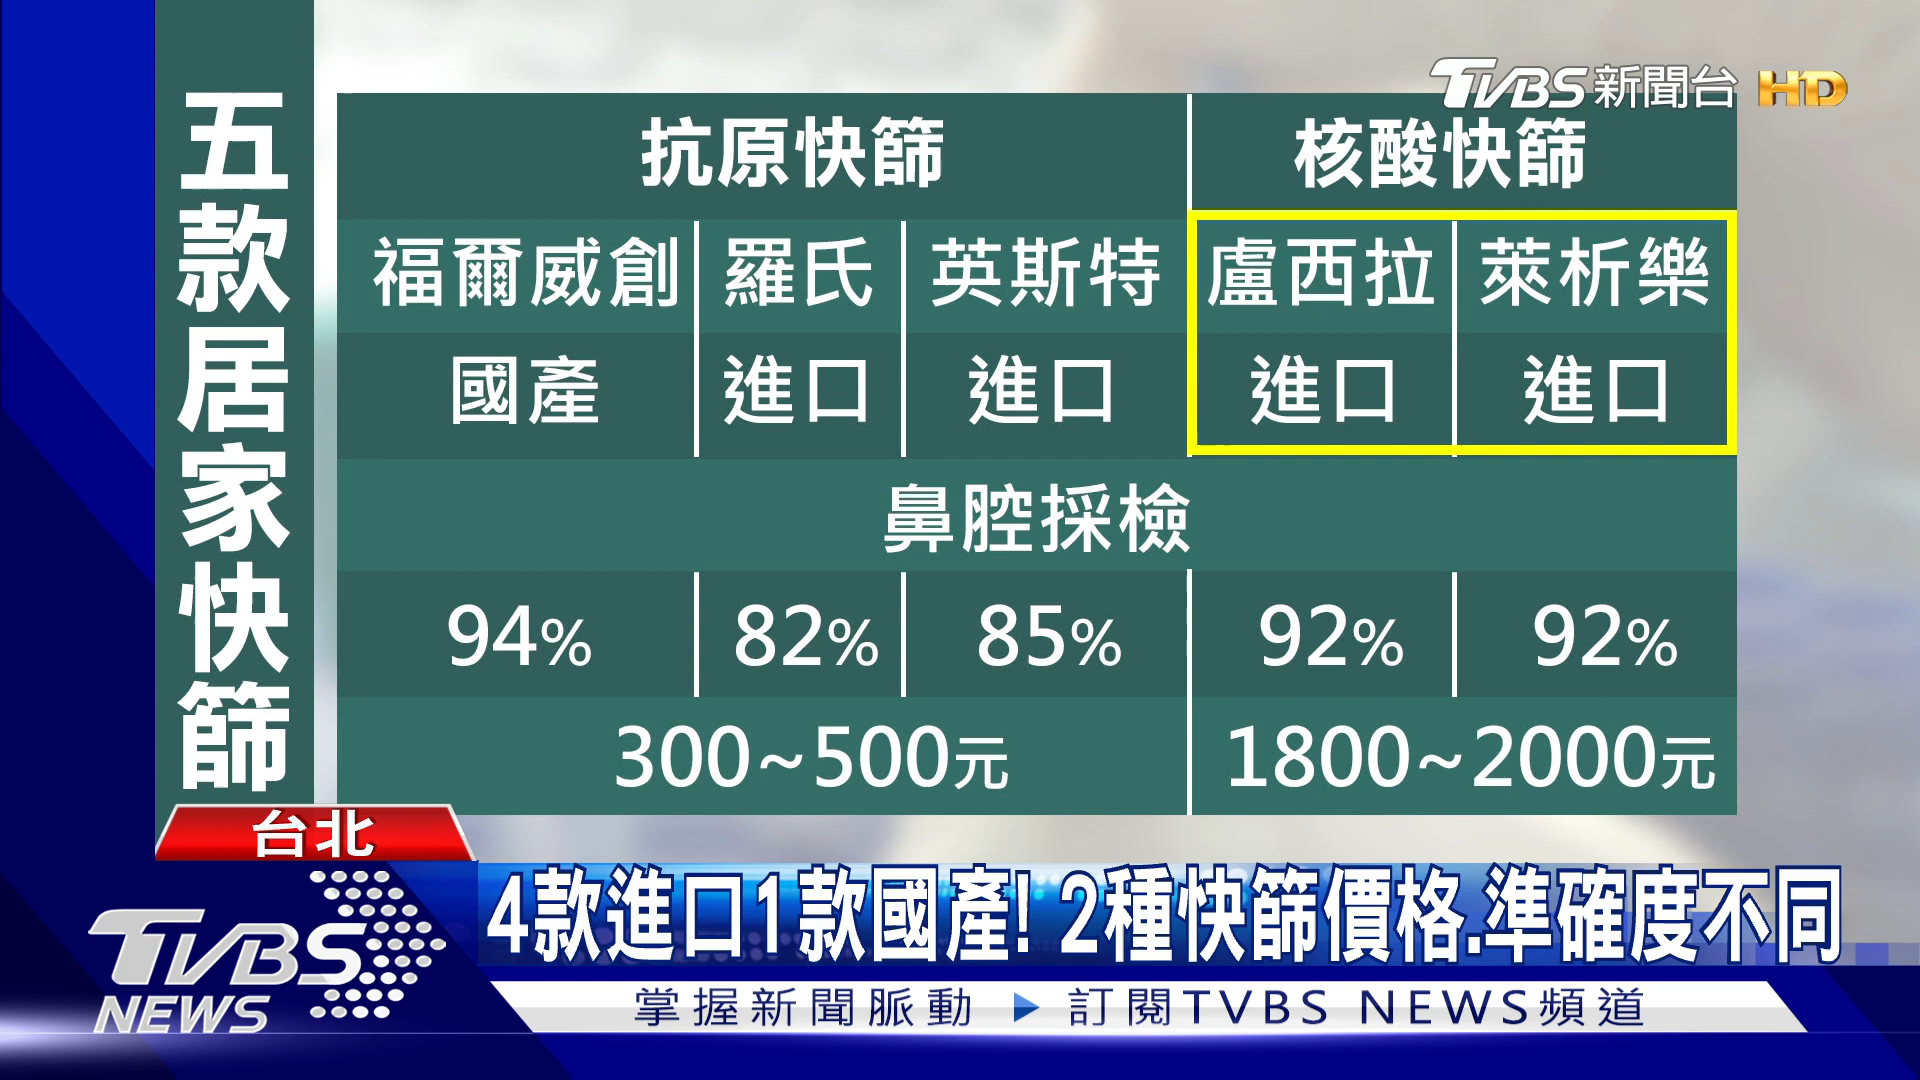 五款居家快篩
TVBS新聞台 HD
抗原快篩 核酸快篩
福爾威創 羅氏 英斯特 盧西拉 萊析樂
國產 進口 進口 進口 進口
鼻腔採檢
94% 82% 85% 92% 92%
300~500元 1800~2000元
台北
4款進口1款國產! 2種快篩價格.準確度不同
TVBS
NEWS
掌握新聞脈動 ▶ 訂閱TVBS NEWS頻道